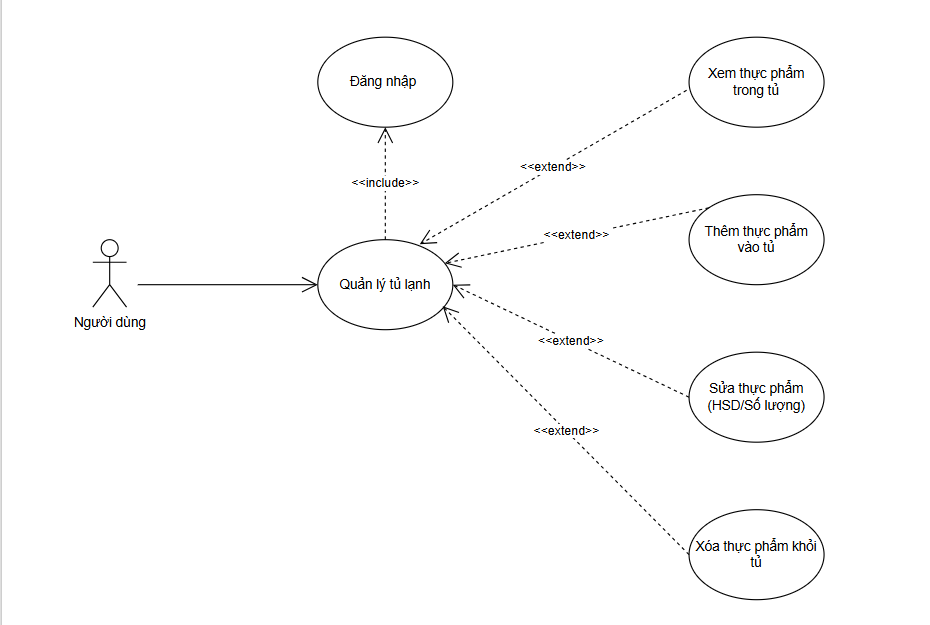 Đăng nhập
Xem thực phẩm
trong tủ
<<extend>>
<<include>>
Thêm thực phẩm
vào tủ
<<extend>>
Quản lý tủ lạnh
Người dùng
<<extend>>
Sửa thực phẩm
(HSD/Số lượng)
<<extend>>
Xóa thực phẩm khỏi
tủ